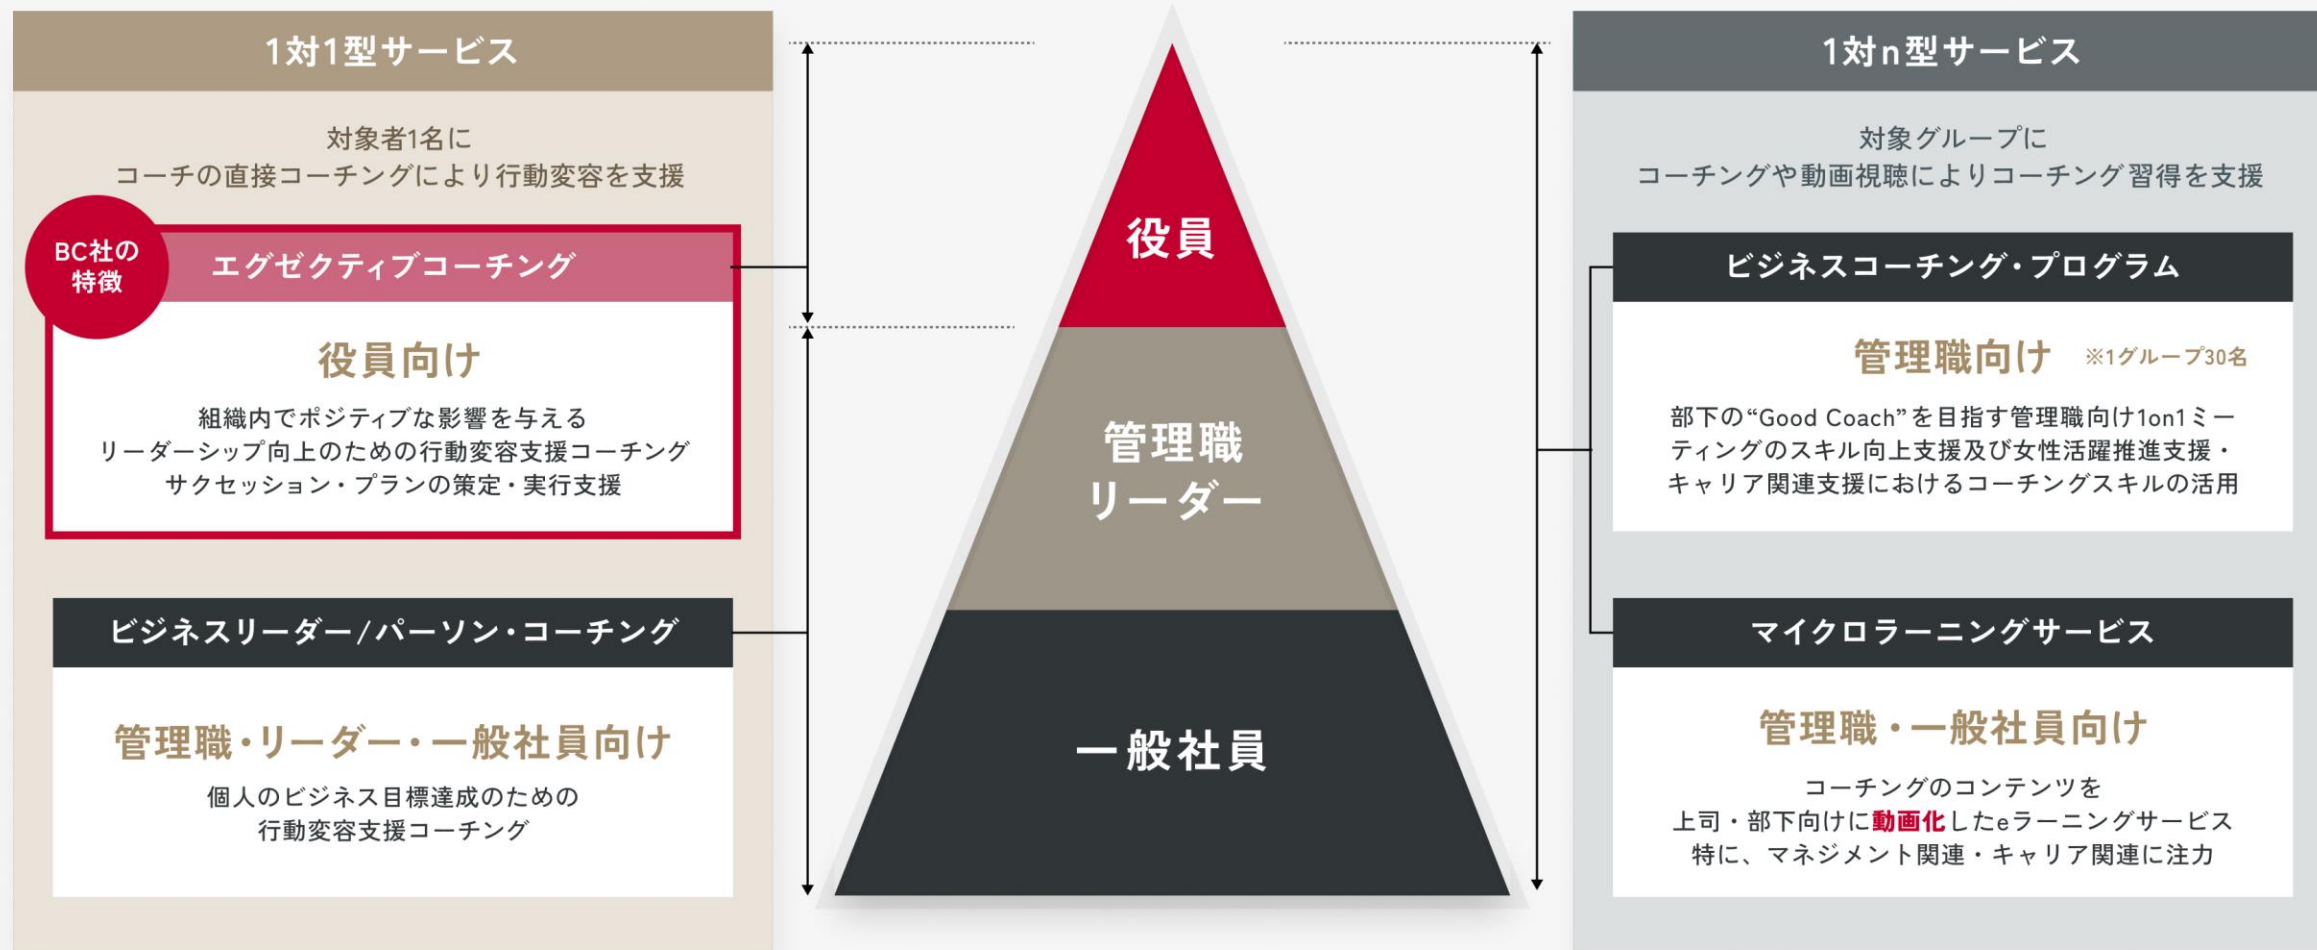 1対1型サービス
対象者1名に
コーチの直接コーチングにより行動変容を支援
BC社の
特徴
エグゼクティブコーチング
役員向け
組織内でポジティブな影響を与える
リーダーシップ向上のための行動変容支援コーチング
サクセッション・プランの策定・実行支援
ビジネスリーダー/パーソン・コーチング
管理職・リーダー・一般社員向け
個人のビジネス目標達成のための
行動変容支援コーチング
役員
管理職
リーダー
一般社員
1対n型サービス
対象グループに
コーチングや動画視聴によりコーチング習得を支援
ビジネスコーチング・プログラム
管理職向け ※1グループ30名
部下の“Good Coach”を目指す管理職向け1on1ミー
ティングのスキル向上支援及び女性活躍推進支援・
キャリア関連支援におけるコーチングスキルの活用
マイクロラーニングサービス
管理職・一般社員向け
コーチングのコンテンツを
上司・部下向けに動画化したeラーニングサービス
特に、マネジメント関連・キャリア関連に注力